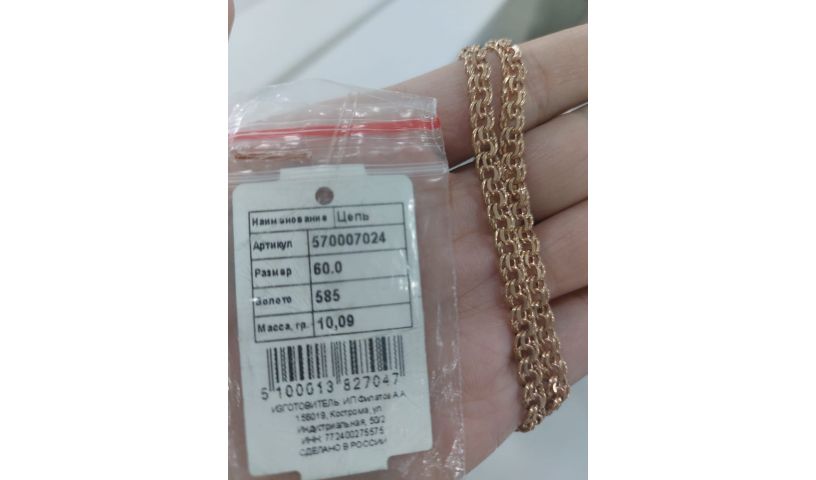 Наименование Цепь
Артикул 570007024
Размер 60.0
Золото 585
Масса, гр. 10,09
5 100013 827047
ИЗГОТОВИТЕЛЬ: ИП Филатов А.А.
156019, Кострома, ул.
Индустриальная, 50/2
ИНН: 772400275575
СДЕЛАНО В РОССИИ